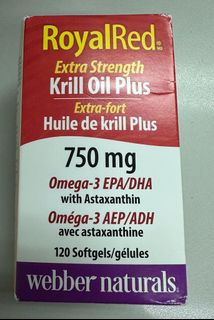 RoyalRed®
Extra Strength
Krill Oil Plus
Extra-fort
Huile de krill Plus
750 mg
Omega-3 EPA/DHA
with Astaxanthin
Oméga-3 AEP/ADH
avec astaxanthine
120 Softgels/gélules
webber naturals®